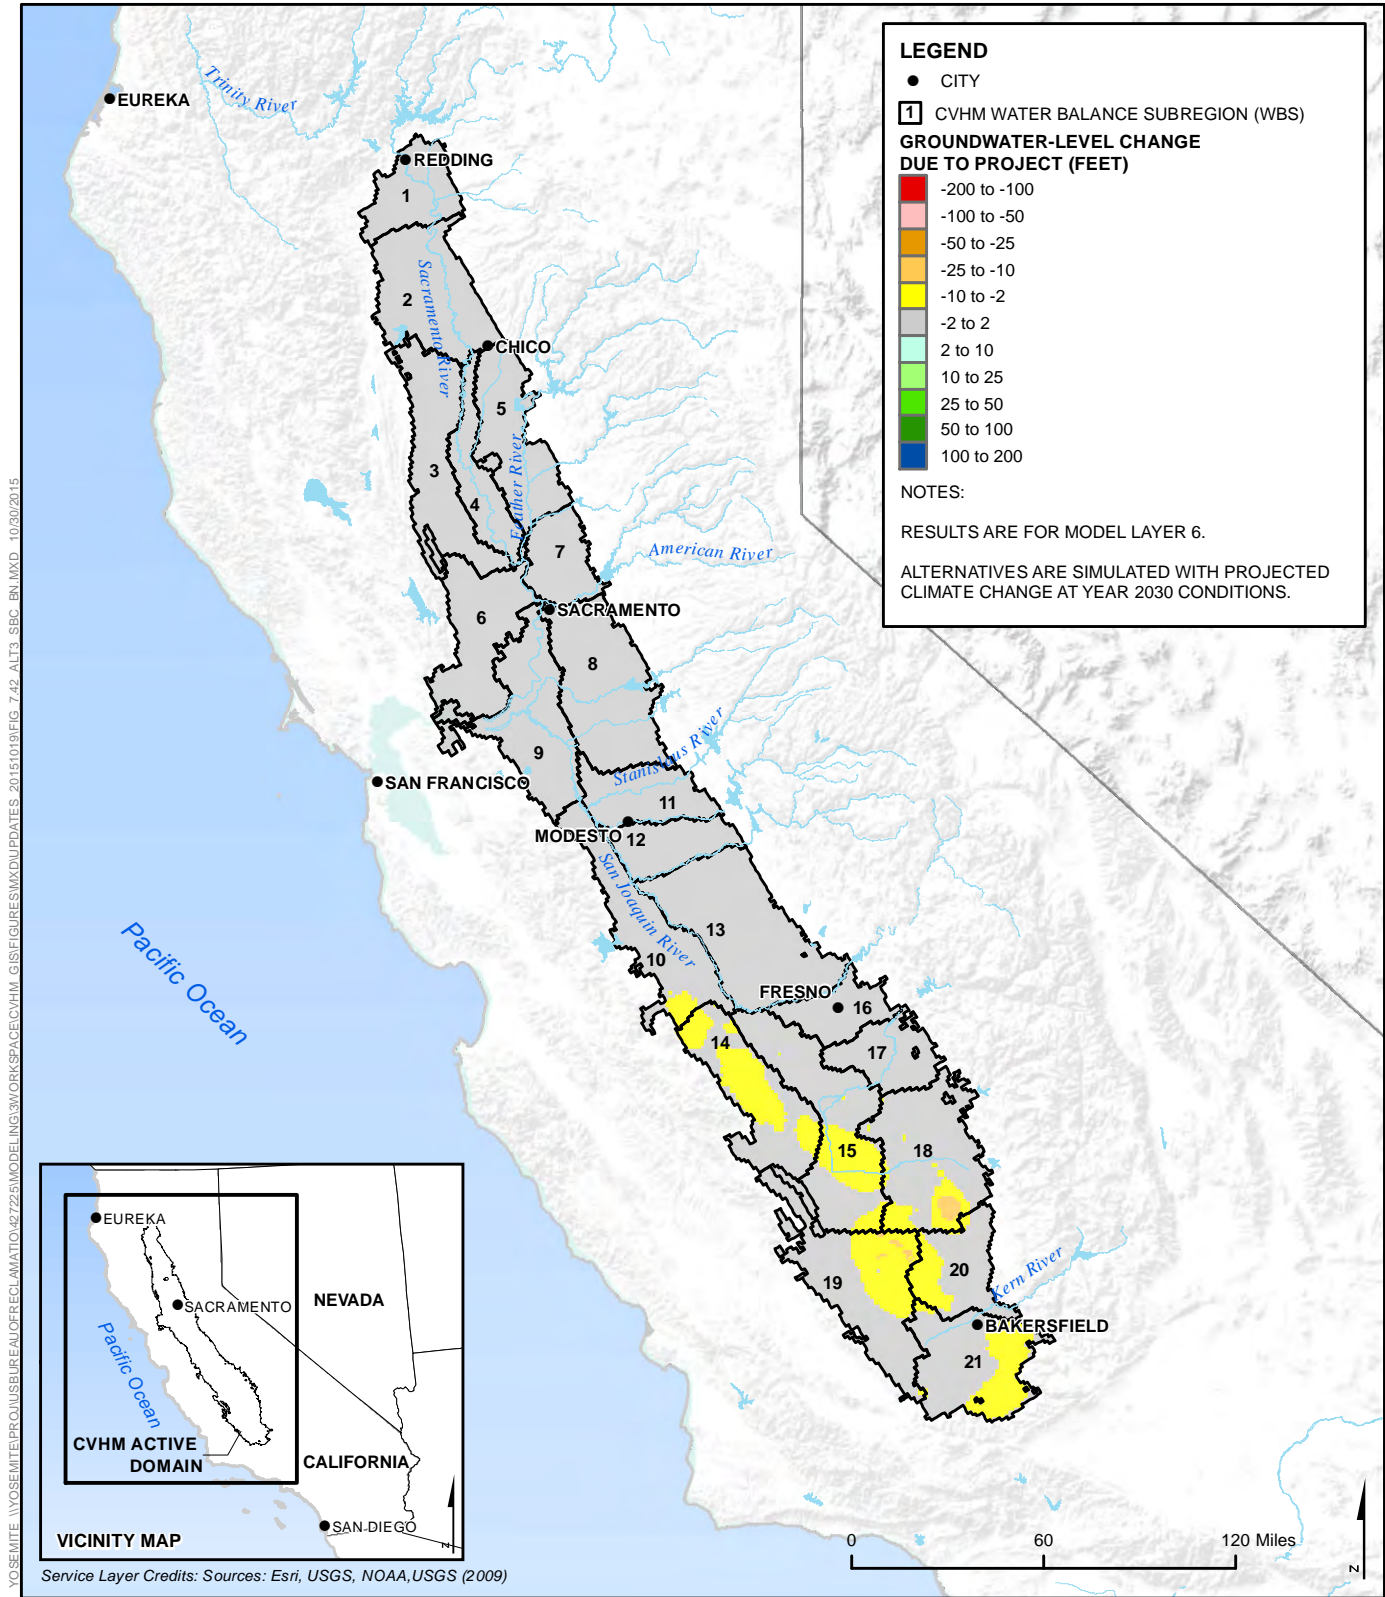 LEGEND
CITY
1 CVHM WATER BALANCE SUBREGION (WBS)
GROUNDWATER-LEVEL CHANGE
DUE TO PROJECT (FEET)
-200 to -100
-100 to -50
-50 to -25
-25 to -10
-10 to -2
-2 to 2
2 to 10
10 to 25
25 to 50
50 to 100
100 to 200
NOTES:
RESULTS ARE FOR MODEL LAYER 6.
ALTERNATIVES ARE SIMULATED WITH PROJECTED
CLIMATE CHANGE AT YEAR 2030 CONDITIONS.
Trinity River
EUREKA
REDDING
1
2
Sacramento River
CHICO
5
3
4
Feather River
7
American River
6
SACRAMENTO
8
9
Stanislaus River
SAN FRANCISCO
11
MODESTO
12
San Joaquin River
13
10
Pacific Ocean
FRESNO
16
14
17
15
18
19
20
Kern River
BAKERSFIELD
21
EUREKA
SACRAMENTO
NEVADA
Pacific Ocean
CVHM ACTIVE
DOMAIN
CALIFORNIA
SAN DIEGO
VICINITY MAP
N
0 60 120 Miles
N
Service Layer Credits: Sources: Esri, USGS, NOAA,USGS (2009)